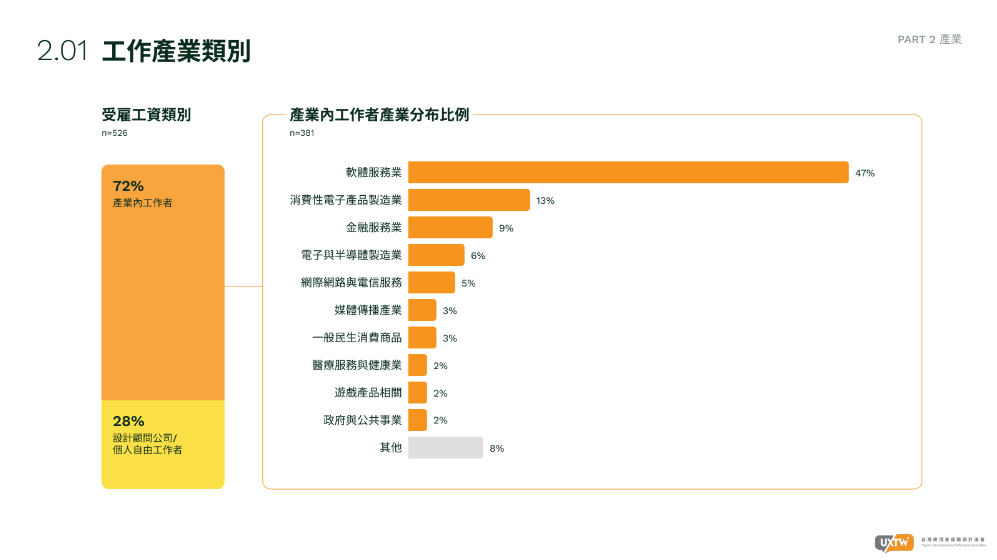 2.01 工作產業類別
PART 2 產業
受雇工資類別
n=526
72%
產業內工作者
28%
設計顧問公司/
個人自由工作者
產業內工作者產業分布比例
n=381
軟體服務業 47%
消費性電子產品製造業 13%
金融服務業 9%
電子與半導體製造業 6%
網際網路與電信服務 5%
媒體傳播產業 3%
一般民生消費商品 3%
醫療服務與健康業 2%
遊戲產品相關 2%
政府與公共事業 2%
其他 8%
UXTW